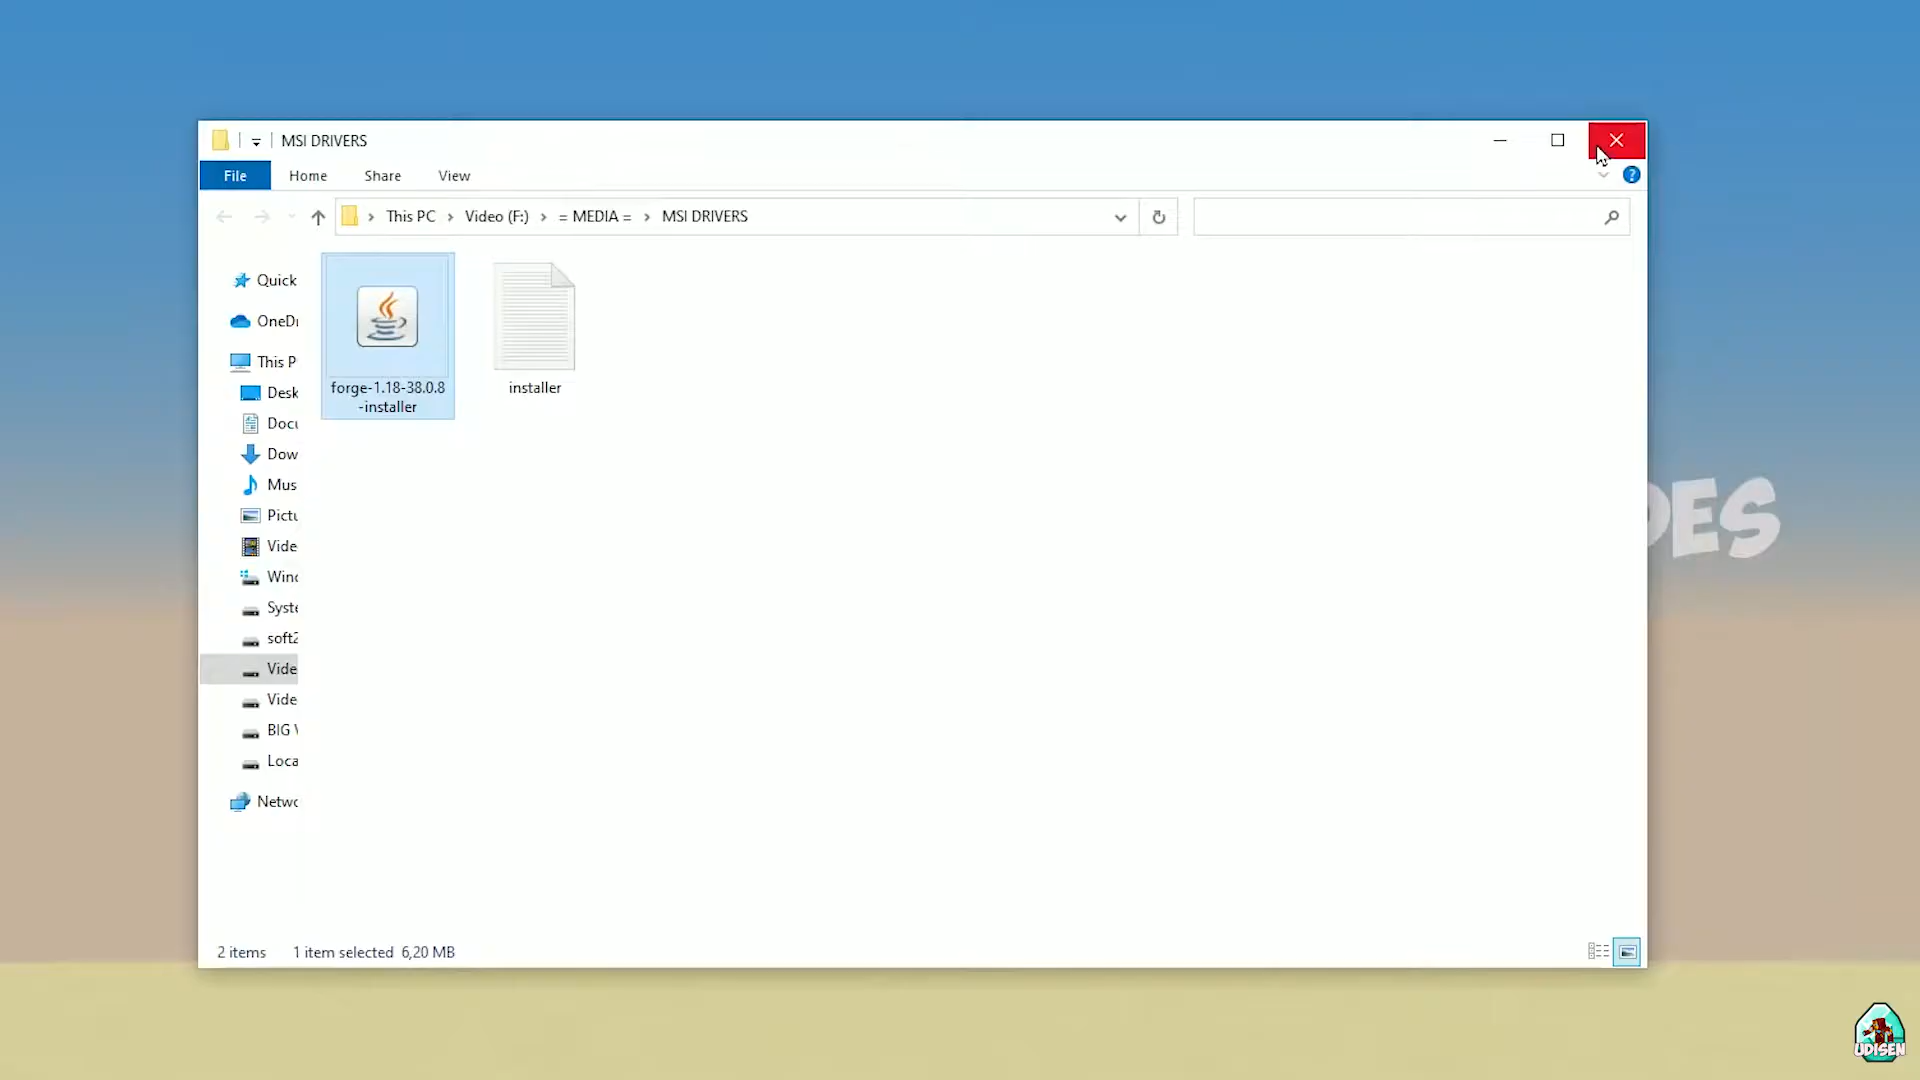 MSI DRIVERS
File Home Share View
This PC > Video (F:) > = MEDIA = > MSI DRIVERS
Quick
OneDr
This P
Desk
Docu
Dow
Mus
Pictu
Vide
Winc
Syste
soft2
Vide
Vide
BIG V
Loca
Netwo
forge-1.18-38.0.8
-installer
installer
2 items 1 item selected 6,20 MB
DES
UDISEN